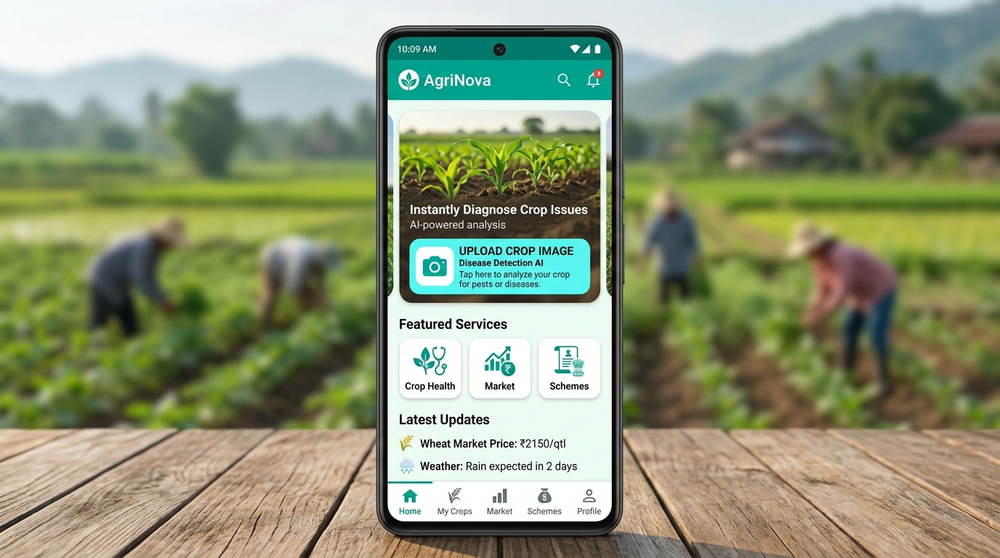 10:09 AM
AgriNova
Instantly Diagnose Crop Issues
AI-powered analysis
UPLOAD CROP IMAGE
Disease Detection AI
Tap here to analyze your crop
for pests or diseases.
Featured Services
Crop Health
Market
Schemes
Latest Updates
Wheat Market Price: ₹2150/qtl
Weather: Rain expected in 2 days
Home
My Creps
Market
Schemes
Profile